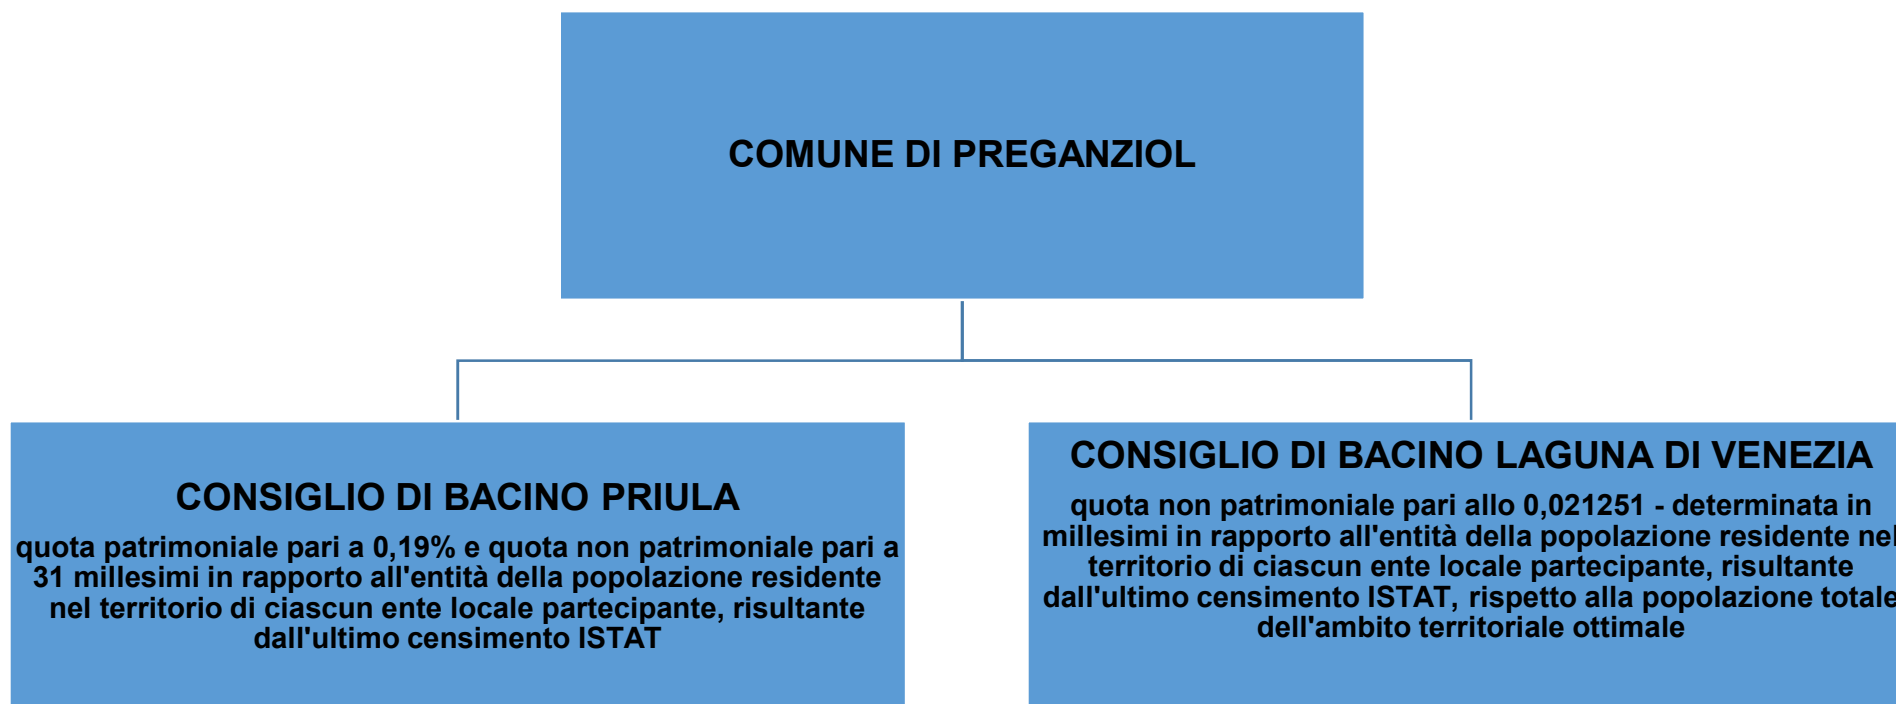 COMUNE DI PREGANZIOL
CONSIGLIO DI BACINO PRIULA
quota patrimoniale pari a 0,19% e quota non patrimoniale pari a
31 millesimi in rapporto all'entità della popolazione residente
nel territorio di ciascun ente locale partecipante, risultante
dall'ultimo censimento ISTAT
CONSIGLIO DI BACINO LAGUNA DI VENEZIA
quota non patrimoniale pari allo 0,021251 - determinata in
millesimi in rapporto all'entità della popolazione residente nel
territorio di ciascun ente locale partecipante, risultante
dall'ultimo censimento ISTAT, rispetto alla popolazione totale
dell'ambito territoriale ottimale